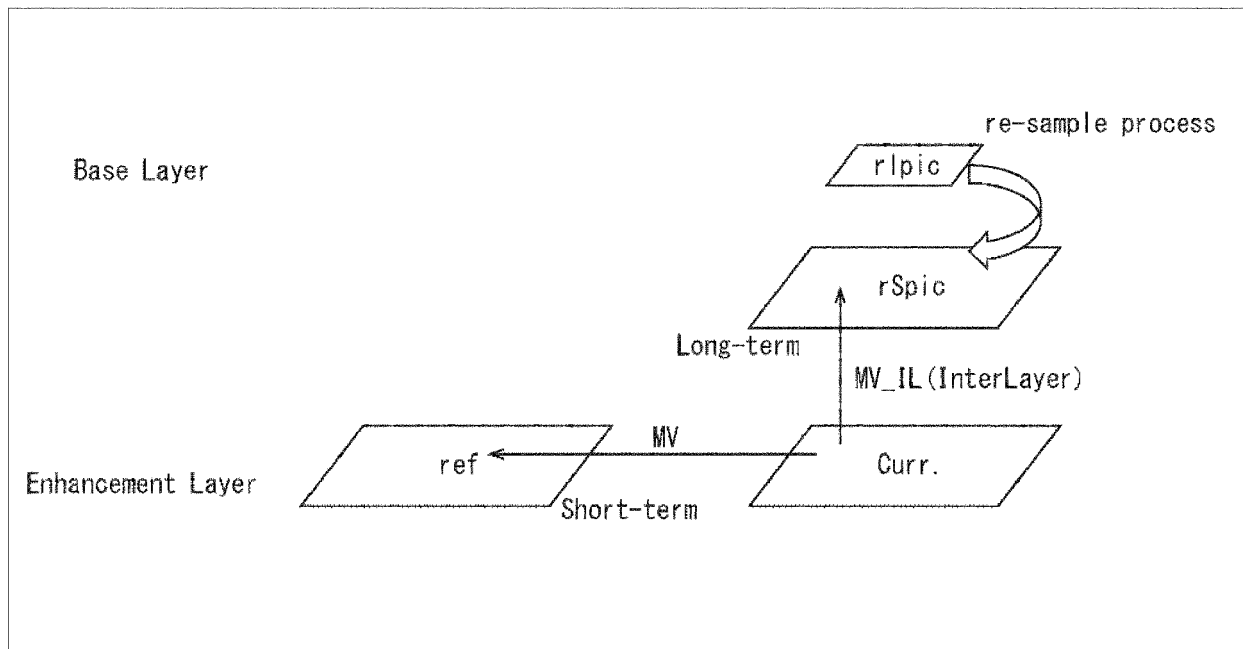 re-sample process
Base Layer
rlpic
rSpic
Long-term
MV_IL(InterLayer)
MV
ref
Curr.
Enhancement Layer
Short-term